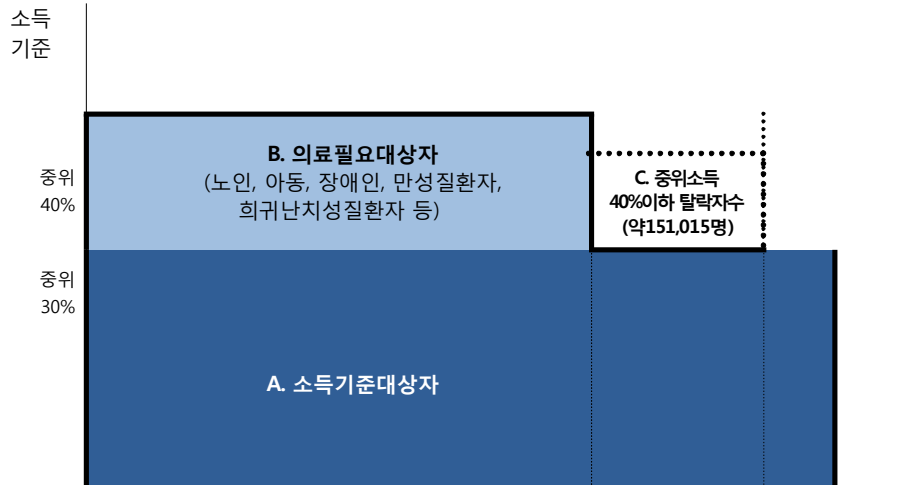 소득
기준
B. 의료필요대상자
(노인, 아동, 장애인, 만성질환자,
희귀난치성질환자 등)
중위
40%
C. 중위소득
40%이하 탈락자수
(약151,015명)
중위
30%
A. 소득기준대상자